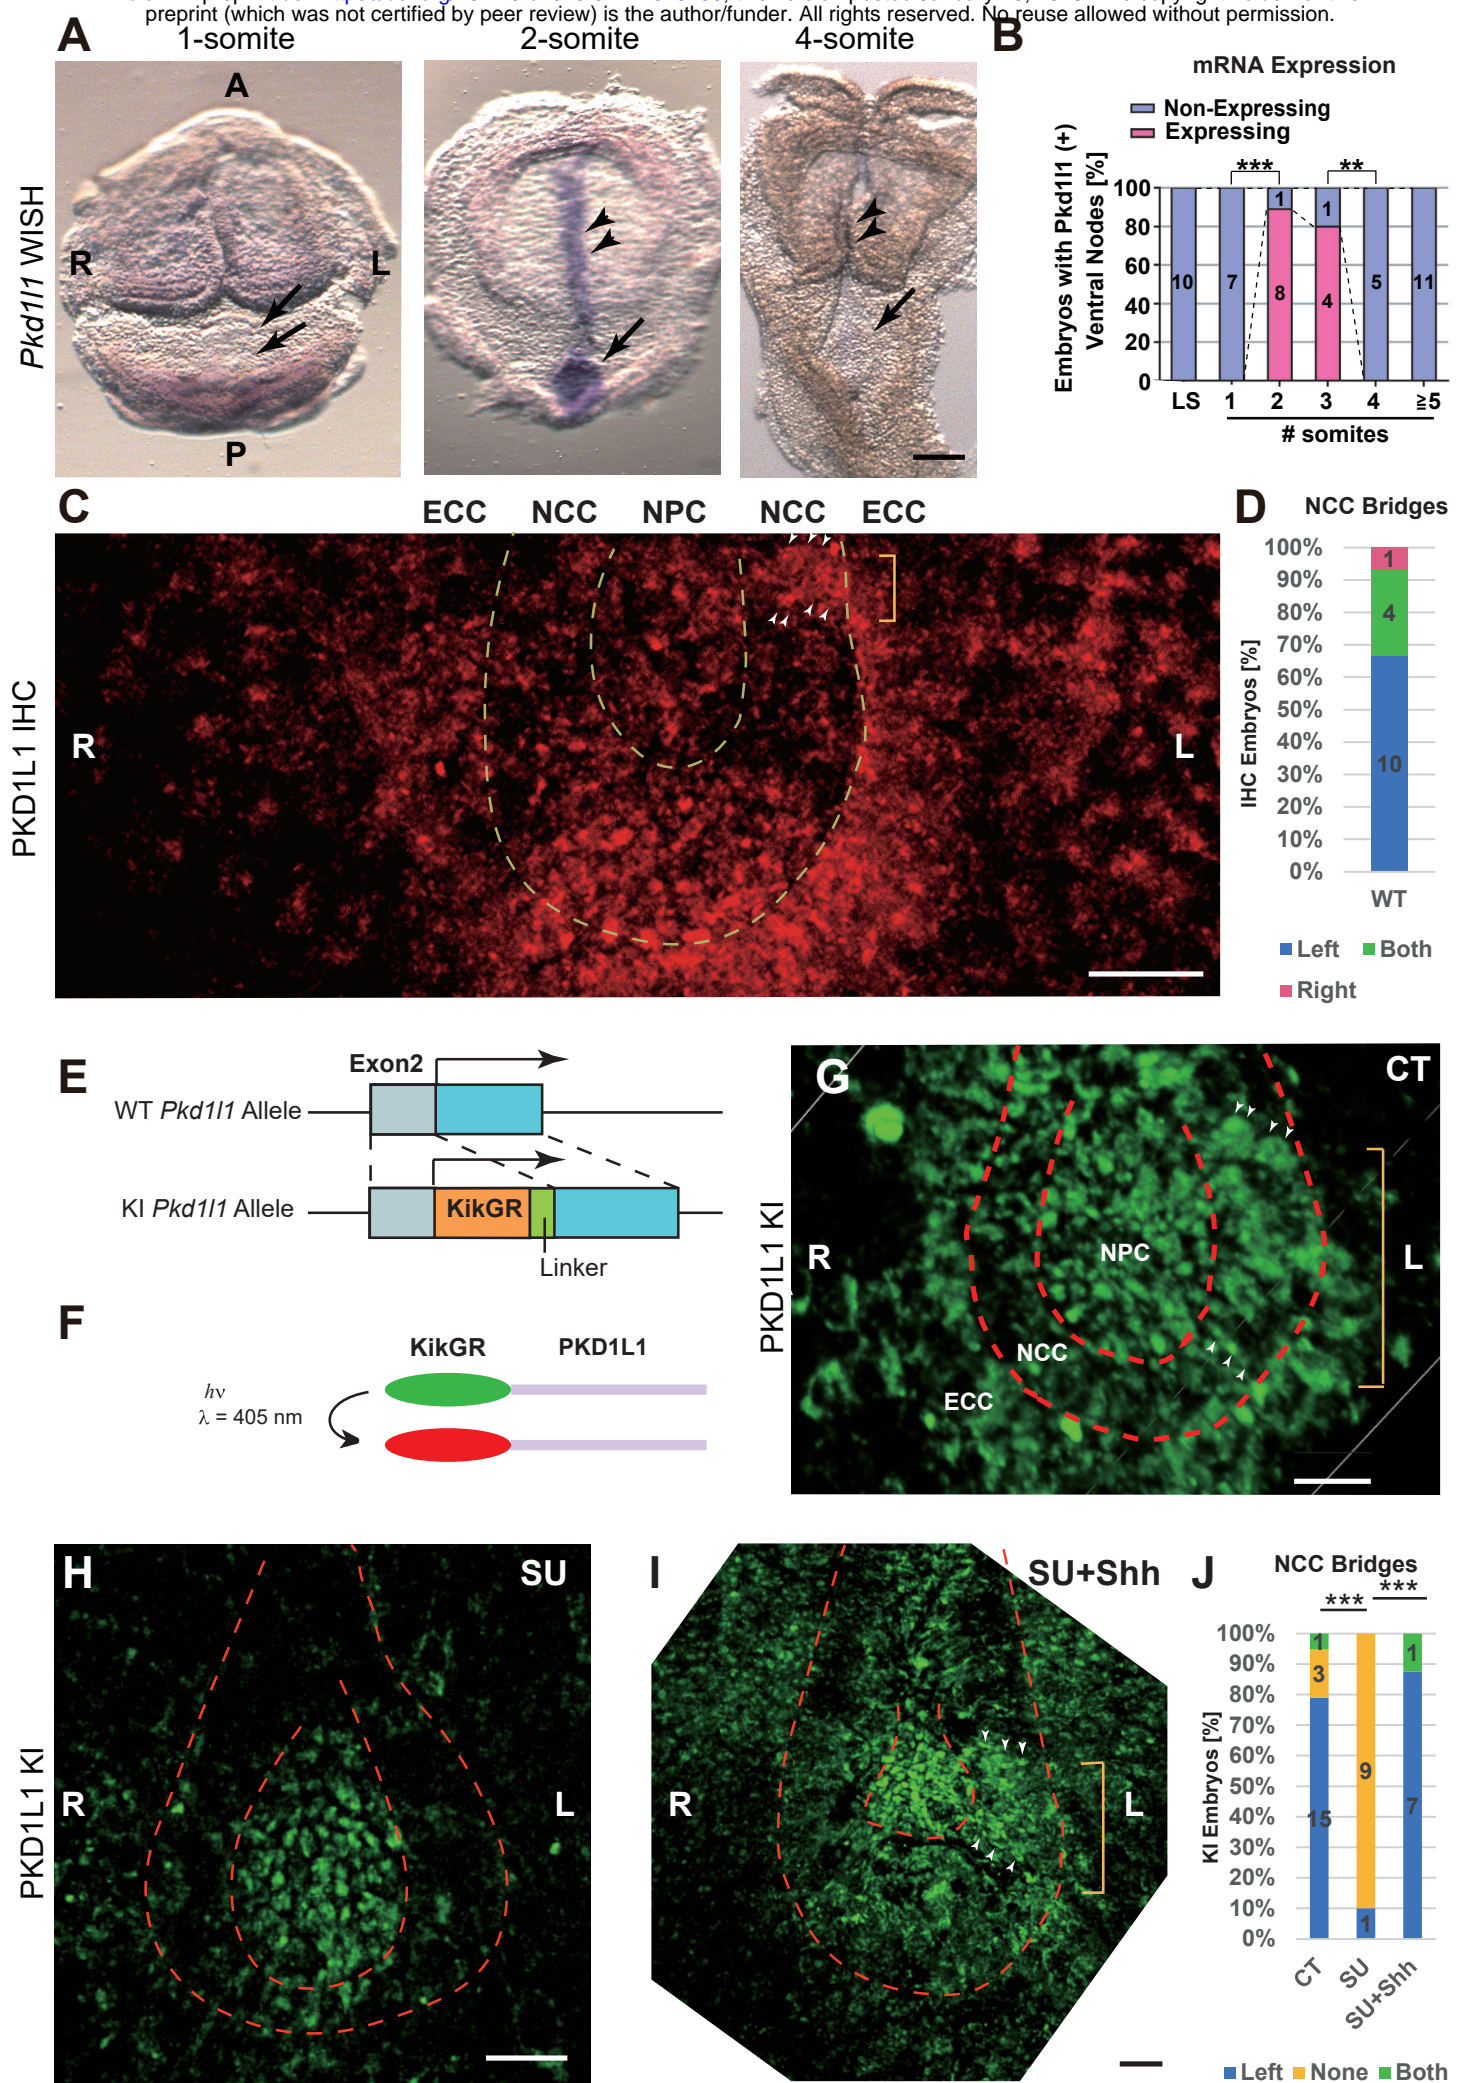 preprint (which was not certified by peer review) is the author/funder. All rights reserved. No reuse allowed without permission.
A
1-somite
2-somite
4-somite
Pkd1l1 WISH
A
R
L
P
B
mRNA Expression
Non-Expressing
Expressing
Embryos with Pkd1l1 (+)
Ventral Nodes [%]
*** **
100
80
60
40
20
0
10
7
1
8
1
4
5
11
LS 1 2 3 4 ≧5
# somites
C
ECC NCC NPC NCC ECC
PKD1L1 IHC
R
L
D
NCC Bridges
IHC Embryos [%]
100%
90%
80%
70%
60%
50%
40%
30%
20%
10%
0%
1
4
10
WT
Left Both
Right
E
Exon2
WT Pkd1l1 Allele
KI Pkd1l1 Allele
KikGR
Linker
F
KikGR PKD1L1
hν
λ = 405 nm
G
CT
PKD1L1 KI
R
L
NPC
NCC
ECC
H
SU
PKD1L1 KI
R
L
I
SU+Shh
R
L
J
NCC Bridges
*** ***
KI Embryos [%]
100%
90%
80%
70%
60%
50%
40%
30%
20%
10%
0%
1
3
15
9
1
1
7
CT
SU
SU+Shh
Left None Both